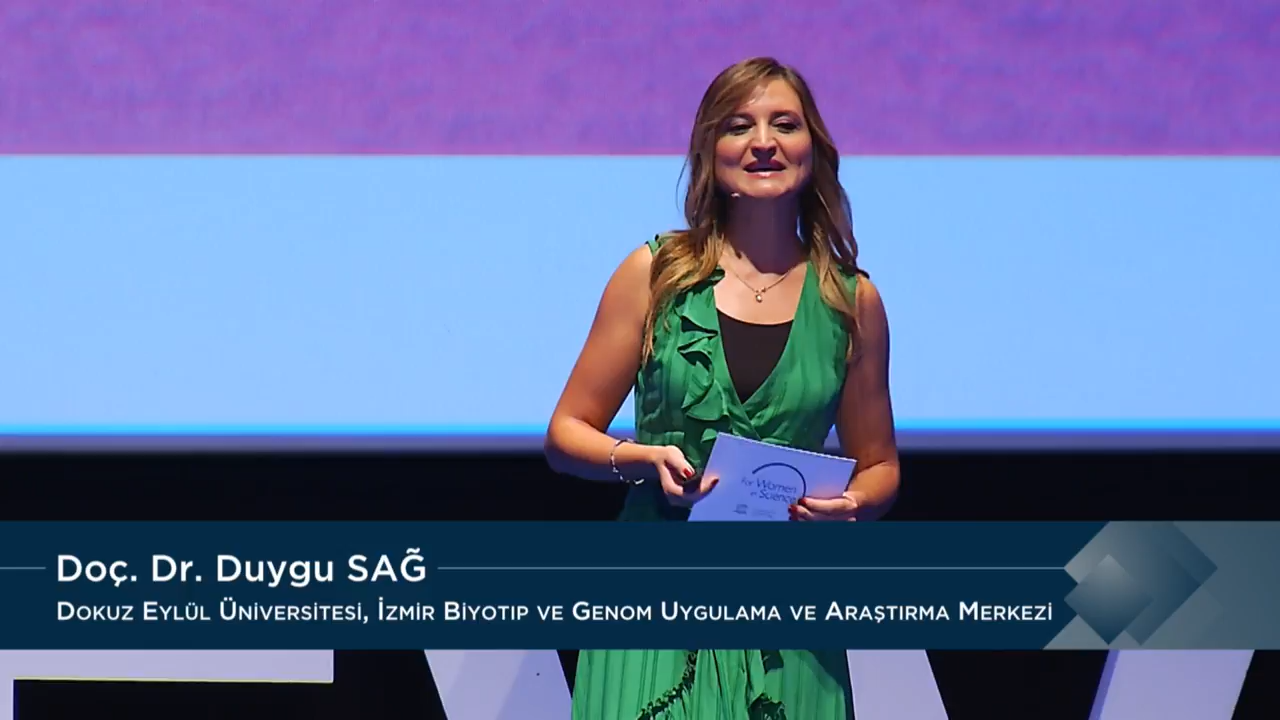 For Women
in Science
Doç. Dr. Duygu SAĞ
Dokuz Eylül Üniversitesi, İzmir Biyotıp ve Genom Uygulama ve Araştırma Merkezi